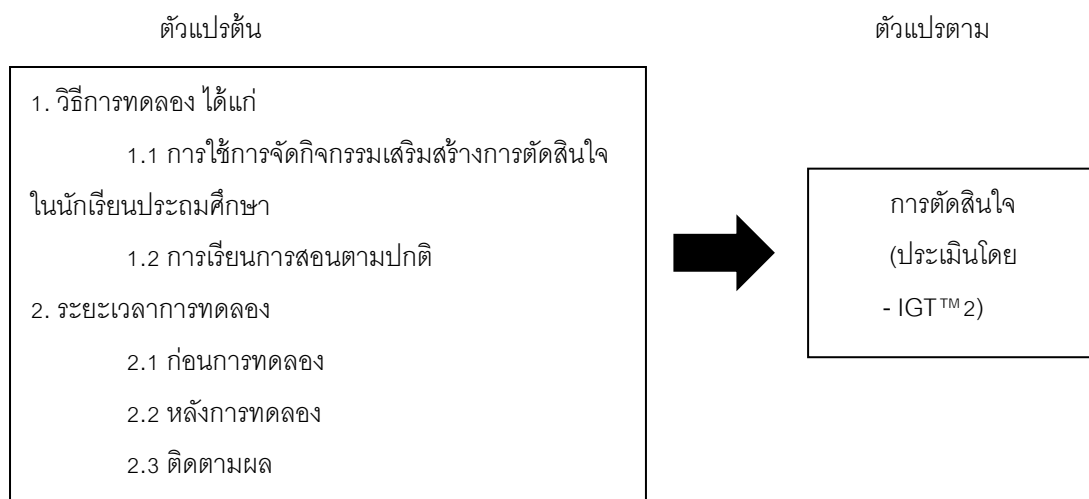 ตัวแปรต้น
ตัวแปรตาม
1. วิธีการทดลอง ได้แก่
1.1 การใช้การจัดกิจกรรมเสริมสร้างการตัดสินใจ
ในนักเรียนประถมศึกษา
1.2 การเรียนการสอนตามปกติ
2. ระยะเวลาการทดลอง
2.1 ก่อนการทดลอง
2.2 หลังการทดลอง
2.3 ติดตามผล
การตัดสินใจ
(ประเมินโดย
- IGT™2)